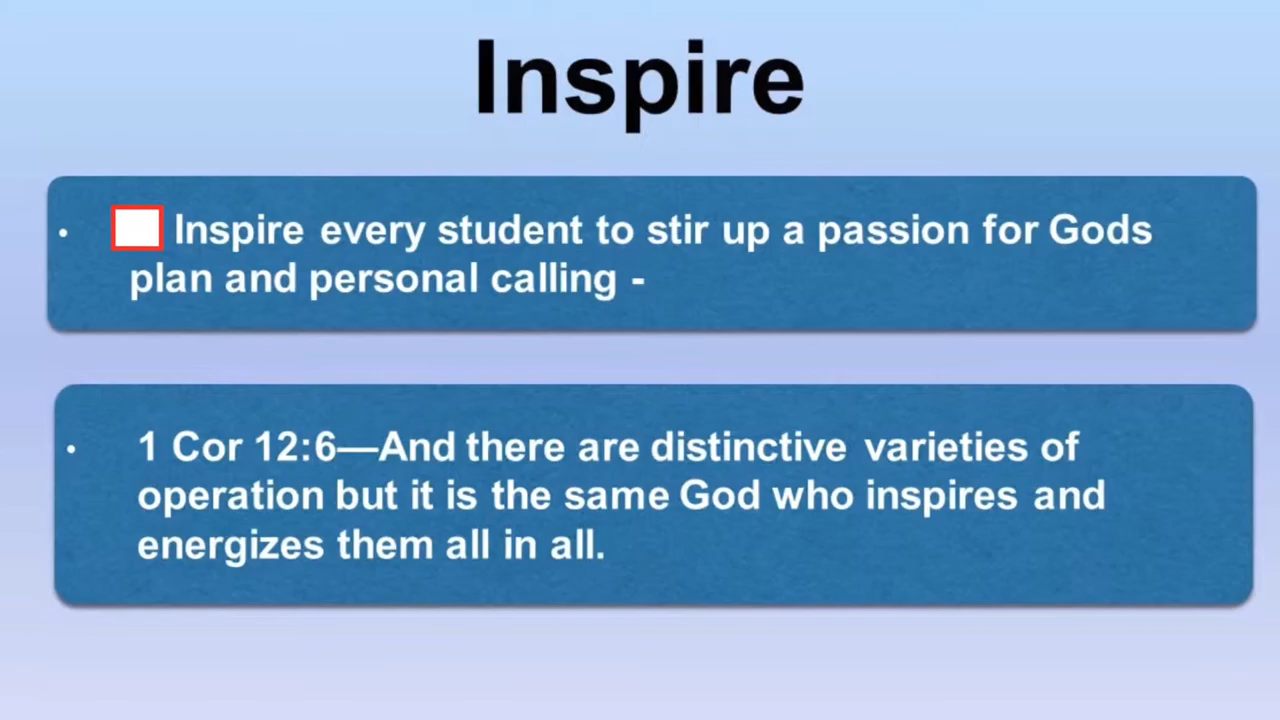 Inspire
Inspire every student to stir up a passion for Gods
plan and personal calling -
1 Cor 12:6—And there are distinctive varieties of
operation but it is the same God who inspires and
energizes them all in all.